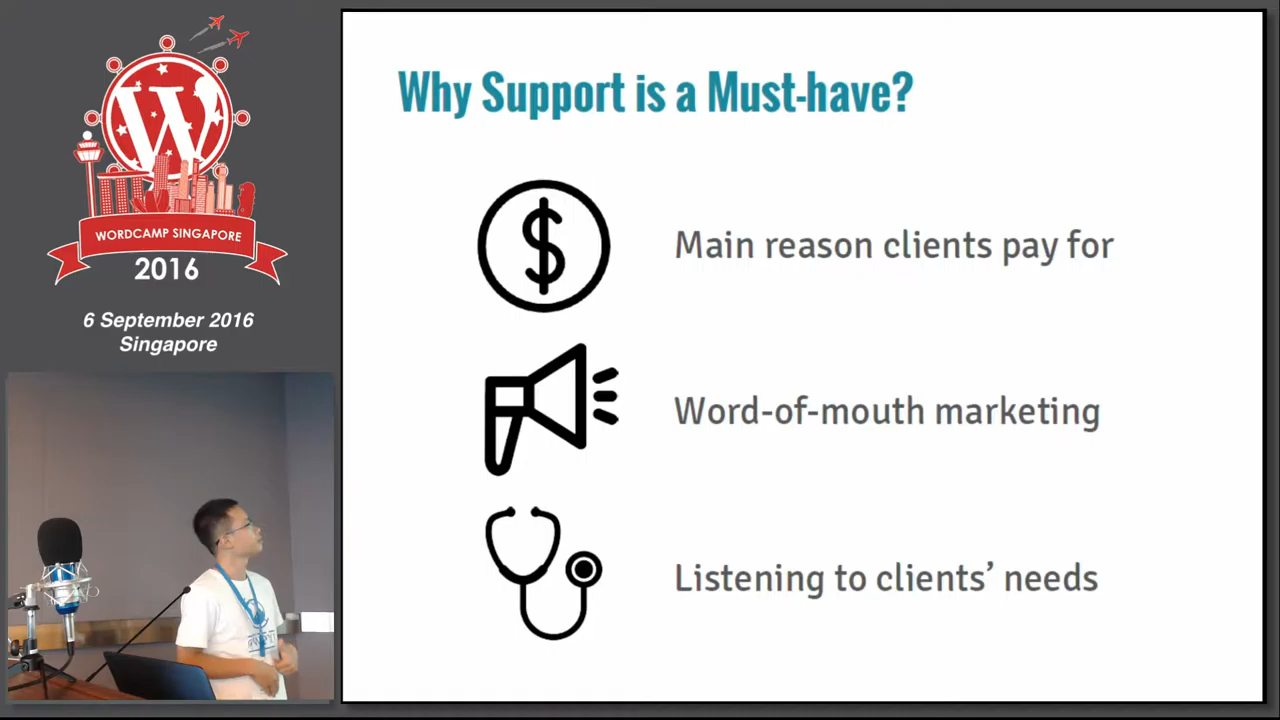 WORDCAMP SINGAPORE
2016
6 September 2016
Singapore
Why Support is a Must-have?
Main reason clients pay for
Word-of-mouth marketing
Listening to clients’ needs